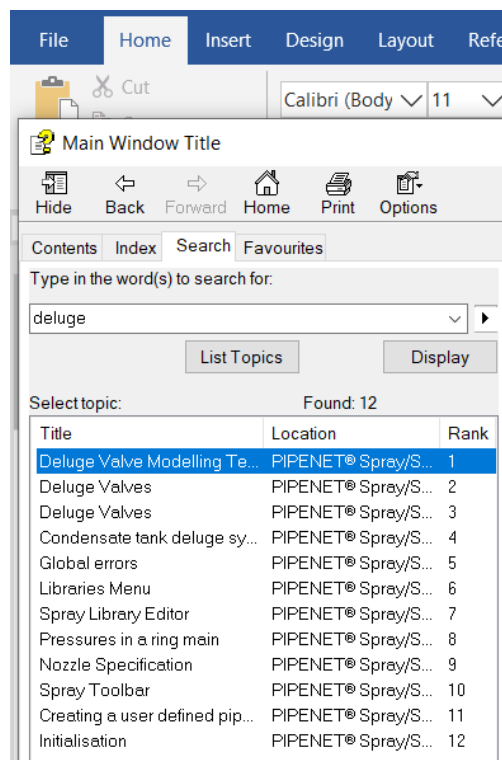 File Home Insert Design Layout Refe
Cut
Calibri (Body 11
Main Window Title
Hide Back Forward Home Print Options
Contents Index Search Favourites
Type in the word(s) to search for:
deluge
List Topics Display
Select topic: Found: 12
Title Location Rank
Deluge Valve Modelling Te... PIPENET® Spray/S... 1
Deluge Valves PIPENET® Spray/S... 2
Deluge Valves PIPENET® Spray/S... 3
Condensate tank deluge sy... PIPENET® Spray/S... 4
Global errors PIPENET® Spray/S... 5
Libraries Menu PIPENET® Spray/S... 6
Spray Library Editor PIPENET® Spray/S... 7
Pressures in a ring main PIPENET® Spray/S... 8
Nozzle Specification PIPENET® Spray/S... 9
Spray Toolbar PIPENET® Spray/S... 10
Creating a user defined pip... PIPENET® Spray/S... 11
Initialisation PIPENET® Spray/S... 12